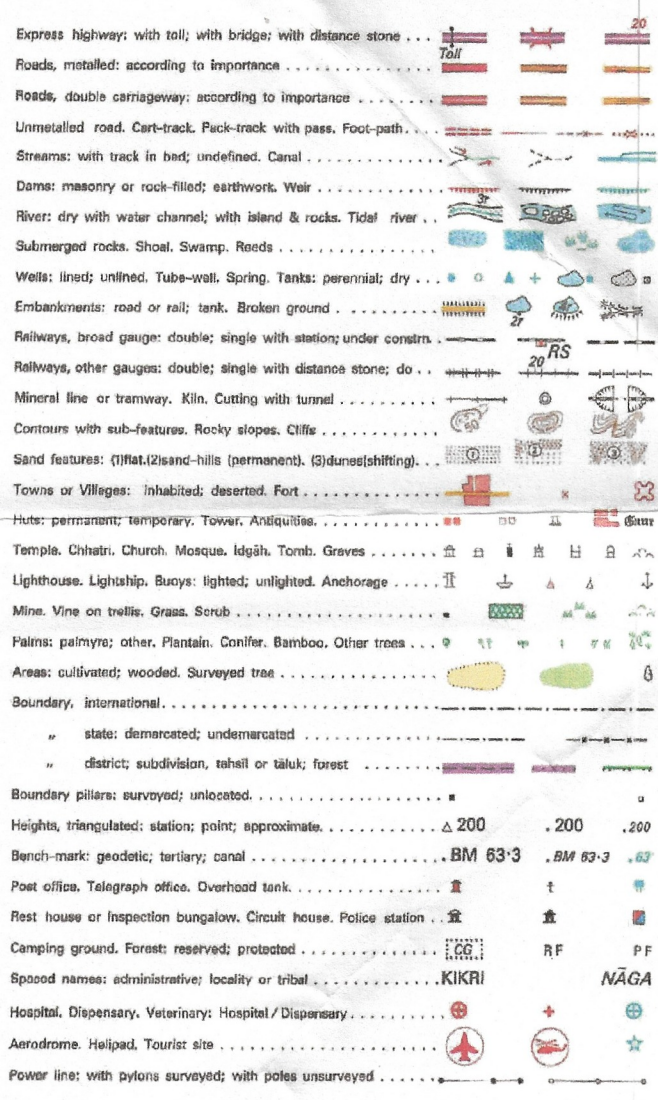 20
Express highway: with toll; with bridge; with distance stone . . .
Toll
Roads, metalled: according to importance . . . . . . . . . . . . . .
Roads, double carriageway: according to importance . . . . . . . .
Unmetalled road. Cart-track. Pack-track with pass. Foot-path. . . .
Streams: with track in bed; undefined. Canal . . . . . . . . . . . .
Dams: masonry or rock-filled; earthwork. Weir . . . . . . . . . . .
3r
River: dry with water channel; with island & rocks. Tidal river . .
Submerged rocks. Shoal. Swamp. Reeds . . . . . . . . . . . . . .
Wells: lined; unlined. Tube-well. Spring. Tanks: perennial; dry . . .
Embankments: road or rail; tank. Broken ground . . . . . . . . . .
2r
Railways, broad gauge: double; single with station; under constrn. .
RS
Railways, other gauges: double; single with distance stone; do . .
20
Mineral line or tramway. Kiln. Cutting with tunnel . . . . . . . . .
Contours with sub-features. Rocky slopes. Cliffs . . . . . . . . . .
Sand features: (1)flat.(2)sand-hills (permanent). (3)dunes(shifting). . .
1 2 3
Towns or Villages: inhabited; deserted. Fort . . . . . . . . . . . .
Huts: permanent; temporary. Tower. Antiquities. . . . . . . . . . .
Gaur
Temple. Chhatri. Church. Mosque. Īdgāh. Tomb. Graves . . . . . . .
Lighthouse. Lightship. Buoys: lighted; unlighted. Anchorage . . . . .
Mine. Vine on trellis. Grass. Scrub . . . . . . . . . . . . . . . .
Palms: palmyra; other. Plantain. Conifer. Bamboo. Other trees . . .
Areas: cultivated; wooded. Surveyed tree . . . . . . . . . . . . .
Boundary, international. . . . . . . . . . . . . . . . . . . . . .
„ state: demarcated; undemarcated . . . . . . . . . . .
„ district; subdivision, tahsīl or tāluk; forest . . . . . . .
Boundary pillars: surveyed; unlocated. . . . . . . . . . . . . . .
Heights, triangulated: station; point; approximate. . . . . . . . . . △ 200 . 200 .200
Bench-mark: geodetic; tertiary; canal . . . . . . . . . . . . . . . . BM 63·3 . BM 63·3 .63
Post office. Telegraph office. Overhead tank. . . . . . . . . . . .
Rest house or Inspection bungalow. Circuit house. Police station . .
Camping ground. Forest: reserved; protected . . . . . . . . . . . CG RF PF
Spaced names: administrative; locality or tribal . . . . . . . . . . KIKRI NĀGA
Hospital. Dispensary. Veterinary: Hospital / Dispensary . . . . . . .
Aerodrome. Helipad. Tourist site . . . . . . . . . . . . . . . . .
Power line: with pylons surveyed; with poles unsurveyed . . . . . .